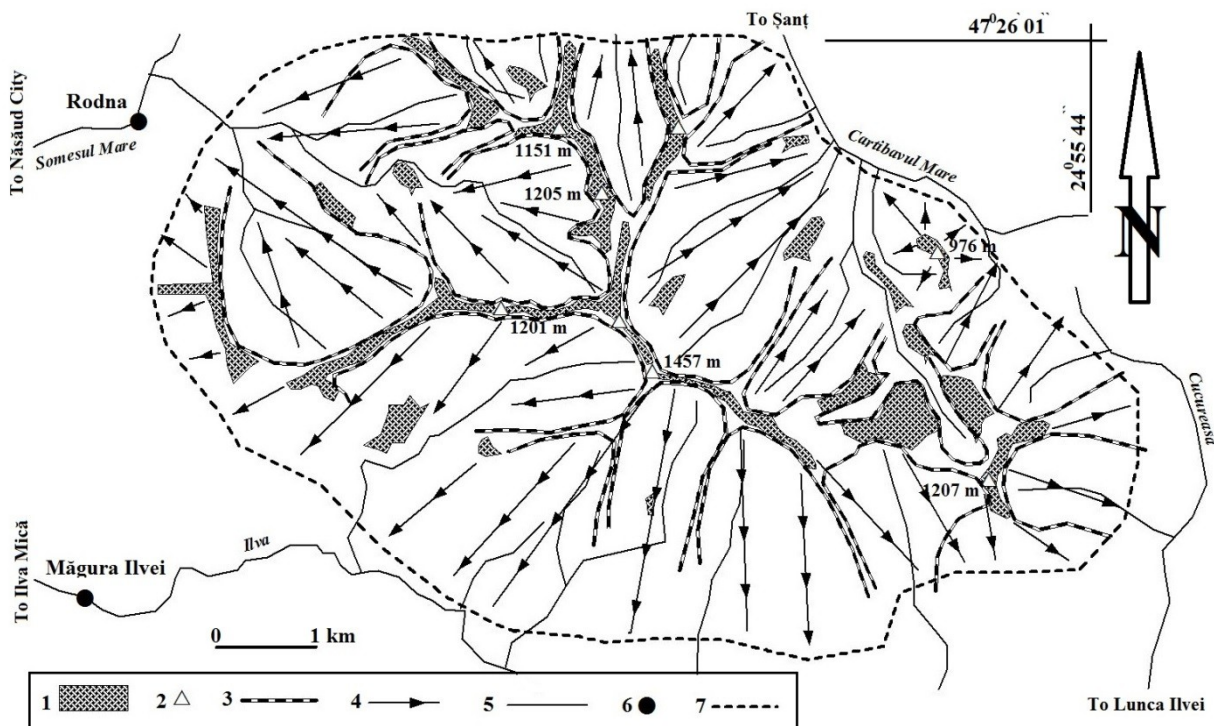 To Șanț
47⁰26`01``
24⁰55`44``
To Năsăud City
Rodna
Somesul Mare
Cartibavul Mare
N
1151 m
1205 m
976 m
1201 m
1457 m
Cucureasa
1207 m
To Ilva Mică
Ilva
Măgura Ilvei
0 1 km
1 2 3 4 5 6 7
To Lunca Ilvei